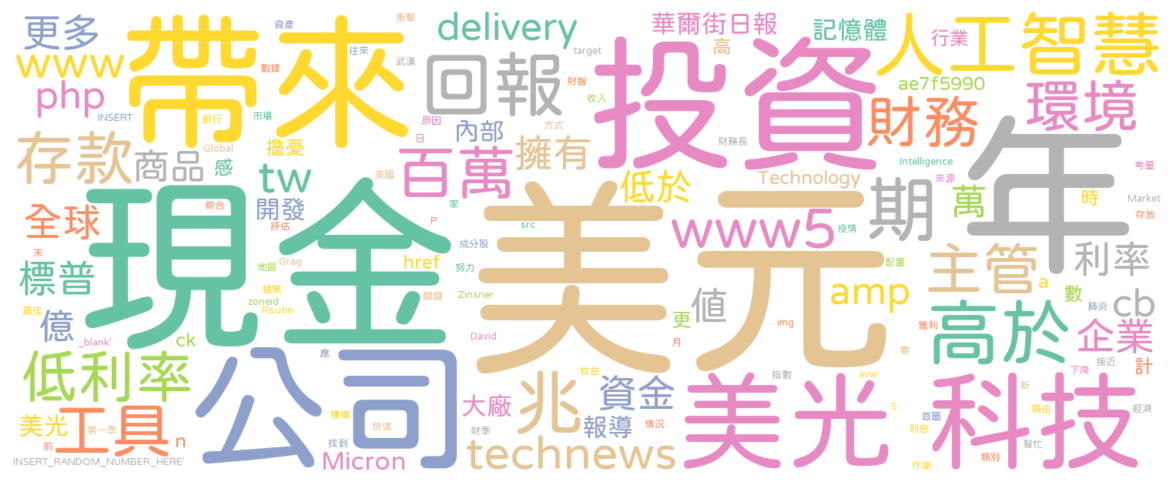 更多
www
php
INSERT
帶來
資產
往來
衝擊
武漢
數線
銀行
市場
Global
delivery
回報
target
財智
收入
原因
日
方式
內部
百萬
擁有
美國
華爾街日報
高
記憶體
行業
人工智慧
ae7f5990
財務
環境
投資
財務長
Intelligence
來源
考量
Market
存放
存款
商品
感
擔憂
tw
開發
綜合
評估
全球
末
標普
最佳
億
_blank'
地區
蘋果
zoneid
Routin
Greg
ck
現金
家
P
src
成分股
href
努力
關鍵
Zinsner
David
美元
低於
Technology
www5
疫情
更
值
月
img
amp
配置
獲利
零
avw
期
萬
時
年
主管
利率
a
數
肺炎
cb
高於
企業
計
接近
下降
低利率
美光
工具
前
第一季
n
INSERT_RANDOM_NUMBER_HERE'
公司
應
機構
快速
找到
Micron
大廠
財季
technews
兆
收益
資金
報導
情況
美光
指數
s
首圖
利息
作業
科技
新
藉由
幫忙
經濟
類別